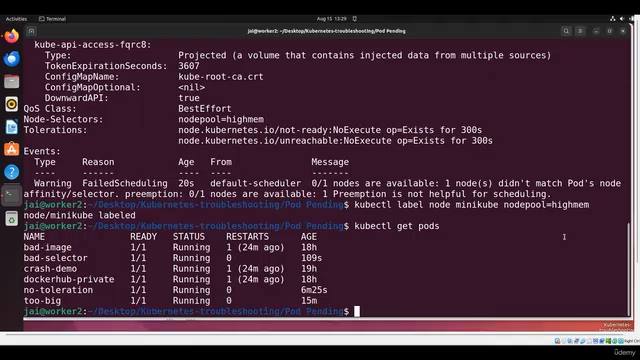 Activities
Terminal
Aug 15 13:29
jai@worker2: ~/Desktop/Kubernetes-troubleshooting/Pod Pending
kube-api-access-fqrc8:
Type: Projected (a volume that contains injected data from multiple sources)
TokenExpirationSeconds: 3607
ConfigMapName: kube-root-ca.crt
ConfigMapOptional: <nil>
DownwardAPI: true
QoS Class: BestEffort
Node-Selectors: nodepool=highmem
Tolerations: node.kubernetes.io/not-ready:NoExecute op=Exists for 300s
node.kubernetes.io/unreachable:NoExecute op=Exists for 300s
Events:
Type Reason Age From Message
---- ------ ---- ---- -------
Warning FailedScheduling 20s default-scheduler 0/1 nodes are available: 1 node(s) didn't match Pod's node
affinity/selector. preemption: 0/1 nodes are available: 1 Preemption is not helpful for scheduling.
jai@worker2:~/Desktop/Kubernetes-troubleshooting/Pod Pending$ kubectl label node minikube nodepool=highmem
node/minikube labeled
jai@worker2:~/Desktop/Kubernetes-troubleshooting/Pod Pending$ kubectl get pods
NAME READY STATUS RESTARTS AGE
bad-image 1/1 Running 1 (24m ago) 18h
bad-selector 1/1 Running 0 109s
crash-demo 1/1 Running 1 (24m ago) 19h
dockerhub-private 1/1 Running 1 (24m ago) 18h
no-toleration 1/1 Running 0 6m25s
too-big 1/1 Running 0 15m
jai@worker2:~/Desktop/Kubernetes-troubleshooting/Pod Pending$
Kubernetes-
troubleshooting
Right Ctrl
ûdemy